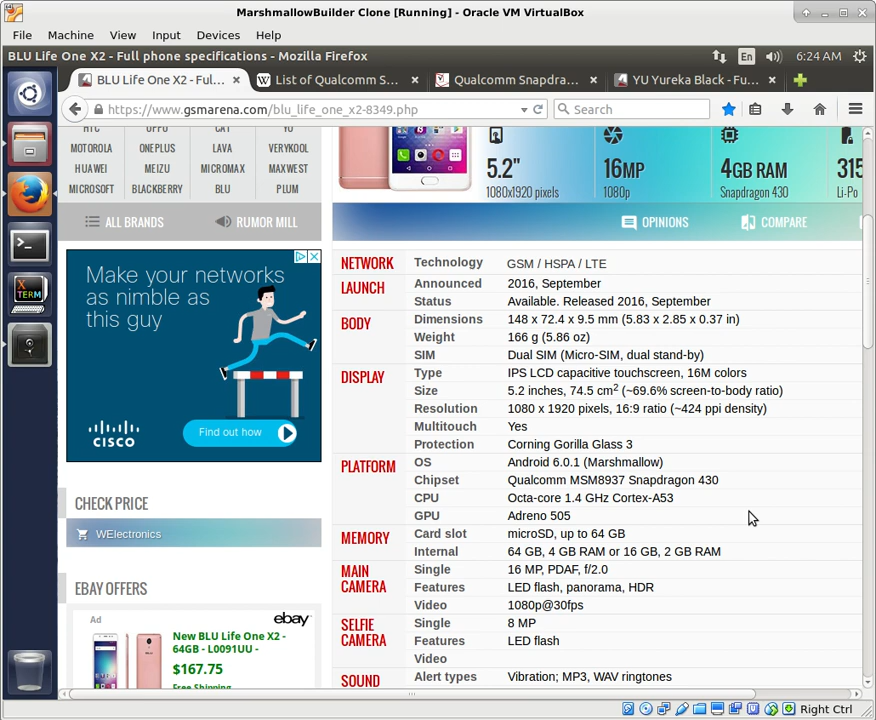 MarshmallowBuilder Clone [Running] - Oracle VM VirtualBox
File Machine View Input Devices Help
BLU Life One X2 - Full phone specifications - Mozilla Firefox
En 6:24 AM
BLU Life One X2 - Ful...
List of Qualcomm S...
Qualcomm Snapdra...
YU Yureka Black - Fu...
https://www.gsmarena.com/blu_life_one_x2-8349.php
Search
HTC OPPO CAT YU
MOTOROLA ONEPLUS LAVA VERYKOOL
HUAWEI MEIZU MICROMAX MAXWEST
MICROSOFT BLACKBERRY BLU PLUM
ALL BRANDS RUMOR MILL
5.2" 16MP 4GB RAM 315
1080x1920 pixels 1080p Snapdragon 430 Li-Po
OPINIONS COMPARE
Make your networks
as nimble as
this guy
CISCO
Find out how
CHECK PRICE
WElectronics
EBAY OFFERS
Ad
ebay
New BLU Life One X2 -
64GB - L0091UU -
$167.75
Free Shipping
NETWORK Technology GSM / HSPA / LTE
LAUNCH Announced 2016, September
Status Available. Released 2016, September
BODY Dimensions 148 x 72.4 x 9.5 mm (5.83 x 2.85 x 0.37 in)
Weight 166 g (5.86 oz)
SIM Dual SIM (Micro-SIM, dual stand-by)
DISPLAY Type IPS LCD capacitive touchscreen, 16M colors
Size 5.2 inches, 74.5 cm2 (~69.6% screen-to-body ratio)
Resolution 1080 x 1920 pixels, 16:9 ratio (~424 ppi density)
Multitouch Yes
Protection Corning Gorilla Glass 3
PLATFORM OS Android 6.0.1 (Marshmallow)
Chipset Qualcomm MSM8937 Snapdragon 430
CPU Octa-core 1.4 GHz Cortex-A53
GPU Adreno 505
MEMORY Card slot microSD, up to 64 GB
Internal 64 GB, 4 GB RAM or 16 GB, 2 GB RAM
MAIN CAMERA Single 16 MP, PDAF, f/2.0
Features LED flash, panorama, HDR
Video 1080p@30fps
SELFIE CAMERA Single 8 MP
Features LED flash
Video
SOUND Alert types Vibration; MP3, WAV ringtones
X TERM
Right Ctrl